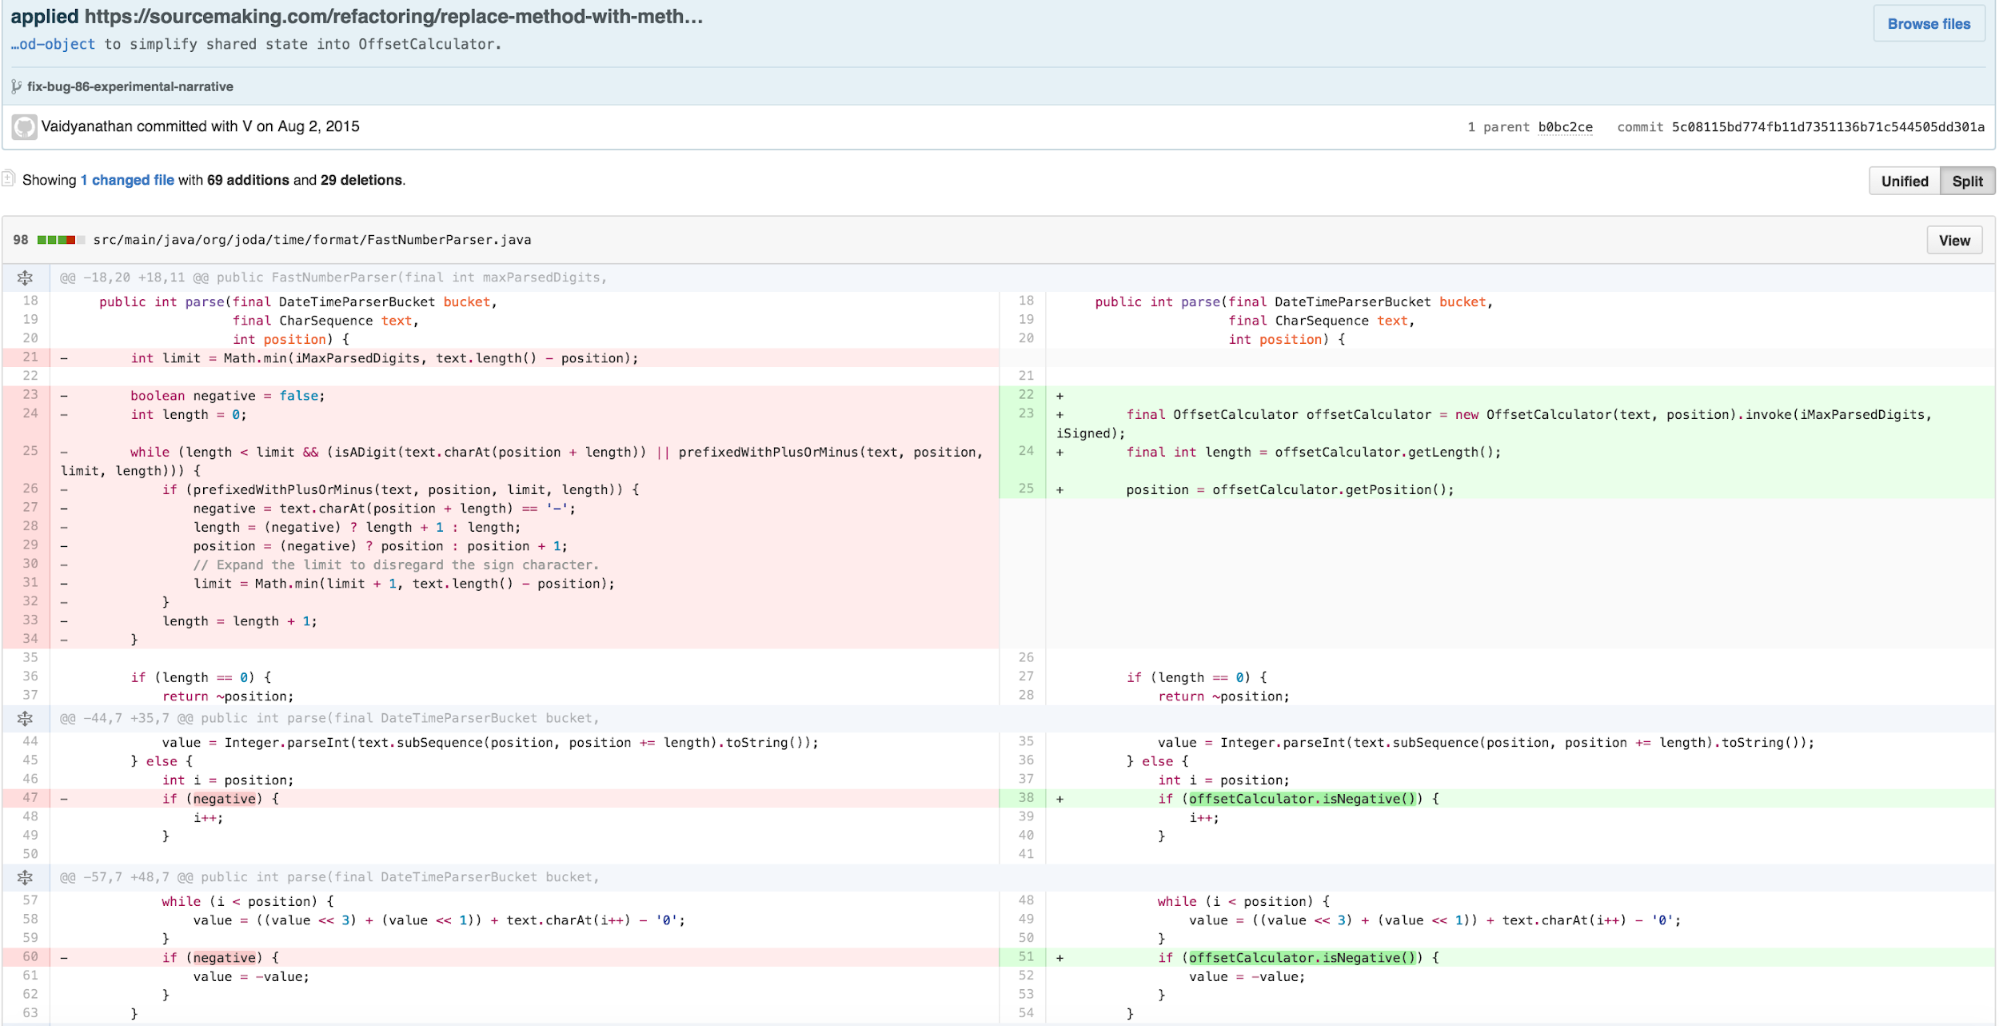 applied https://sourcemaking.com/refactoring/replace-method-with-meth…
Browse files
…od-object to simplify shared state into OffsetCalculator.
fix-bug-86-experimental-narrative
Vaidyanathan committed with V on Aug 2, 2015
1 parent b0bc2ce commit 5c08115bd774fb11d7351136b71c544505dd301a
Showing 1 changed file with 69 additions and 29 deletions.
Unified Split
98 src/main/java/org/joda/time/format/FastNumberParser.java
View
@@ -18,20 +18,11 @@ public FastNumberParser(final int maxParsedDigits,
18 public int parse(final DateTimeParserBucket bucket,
19 final CharSequence text,
20 int position) {
21 - int limit = Math.min(iMaxParsedDigits, text.length() - position);
22
23 - boolean negative = false;
24 - int length = 0;
25 - while (length < limit && (isADigit(text.charAt(position + length)) || prefixedWithPlusOrMinus(text, position,
limit, length))) {
26 - if (prefixedWithPlusOrMinus(text, position, limit, length)) {
27 - negative = text.charAt(position + length) == '-';
28 - length = (negative) ? length + 1 : length;
29 - position = (negative) ? position : position + 1;
30 - // Expand the limit to disregard the sign character.
31 - limit = Math.min(limit + 1, text.length() - position);
32 - }
33 - length = length + 1;
34 - }
35
36 if (length == 0) {
37 return ~position;
18 public int parse(final DateTimeParserBucket bucket,
19 final CharSequence text,
20 int position) {
21
22 +
23 + final OffsetCalculator offsetCalculator = new OffsetCalculator(text, position).invoke(iMaxParsedDigits,
iSigned);
24 + final int length = offsetCalculator.getLength();
25 + position = offsetCalculator.getPosition();
26
27 if (length == 0) {
28 return ~position;
@@ -44,7 +35,7 @@ public int parse(final DateTimeParserBucket bucket,
44 value = Integer.parseInt(text.subSequence(position, position += length).toString());
45 } else {
46 int i = position;
47 - if (negative) {
48 i++;
49 }
50
35 value = Integer.parseInt(text.subSequence(position, position += length).toString());
36 } else {
37 int i = position;
38 + if (offsetCalculator.isNegative()) {
39 i++;
40 }
41
@@ -57,7 +48,7 @@ public int parse(final DateTimeParserBucket bucket,
57 while (i < position) {
58 value = ((value << 3) + (value << 1)) + text.charAt(i++) - '0';
59 }
60 - if (negative) {
61 value = -value;
62 }
63 }
48 while (i < position) {
49 value = ((value << 3) + (value << 1)) + text.charAt(i++) - '0';
50 }
51 + if (offsetCalculator.isNegative()) {
52 value = -value;
53 }
54 }